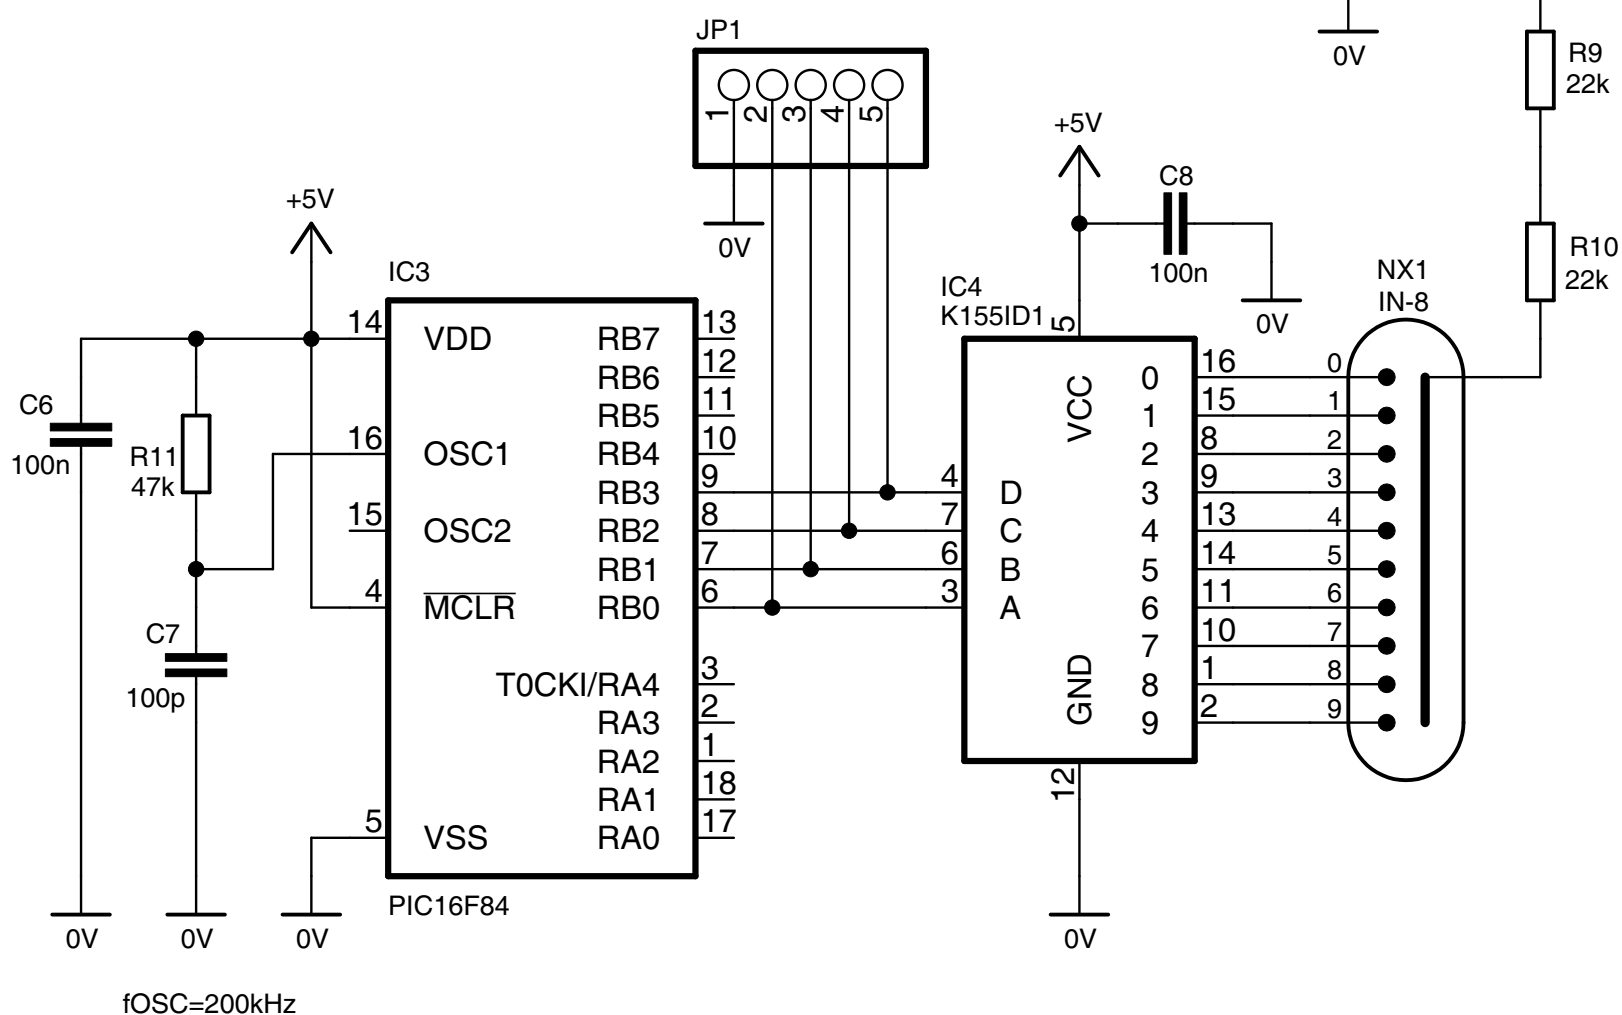 JP1
1 2 3 4 5
0V
0V
R9
22k
R10
22k
+5V
C8
100n
0V
+5V
C6
100n
R11
47k
C7
100p
0V
0V
0V
fOSC=200kHz
IC3
14 VDD RB7 13
RB6 12
RB5 11
16 OSC1 RB4 10
RB3 9
15 OSC2 RB2 8
RB1 7
4 MCLR RB0 6
T0CKI/RA4 3
RA3 2
RA2 1
RA1 18
5 VSS RA0 17
PIC16F84
IC4
K155ID1
5
VCC
0 16
1 15
2 8
4 D 3 9
7 C 4 13
6 B 5 14
3 A 6 11
7 10
8 1
9 2
GND
12
0V
NX1
IN-8
0
1
2
3
4
5
6
7
8
9